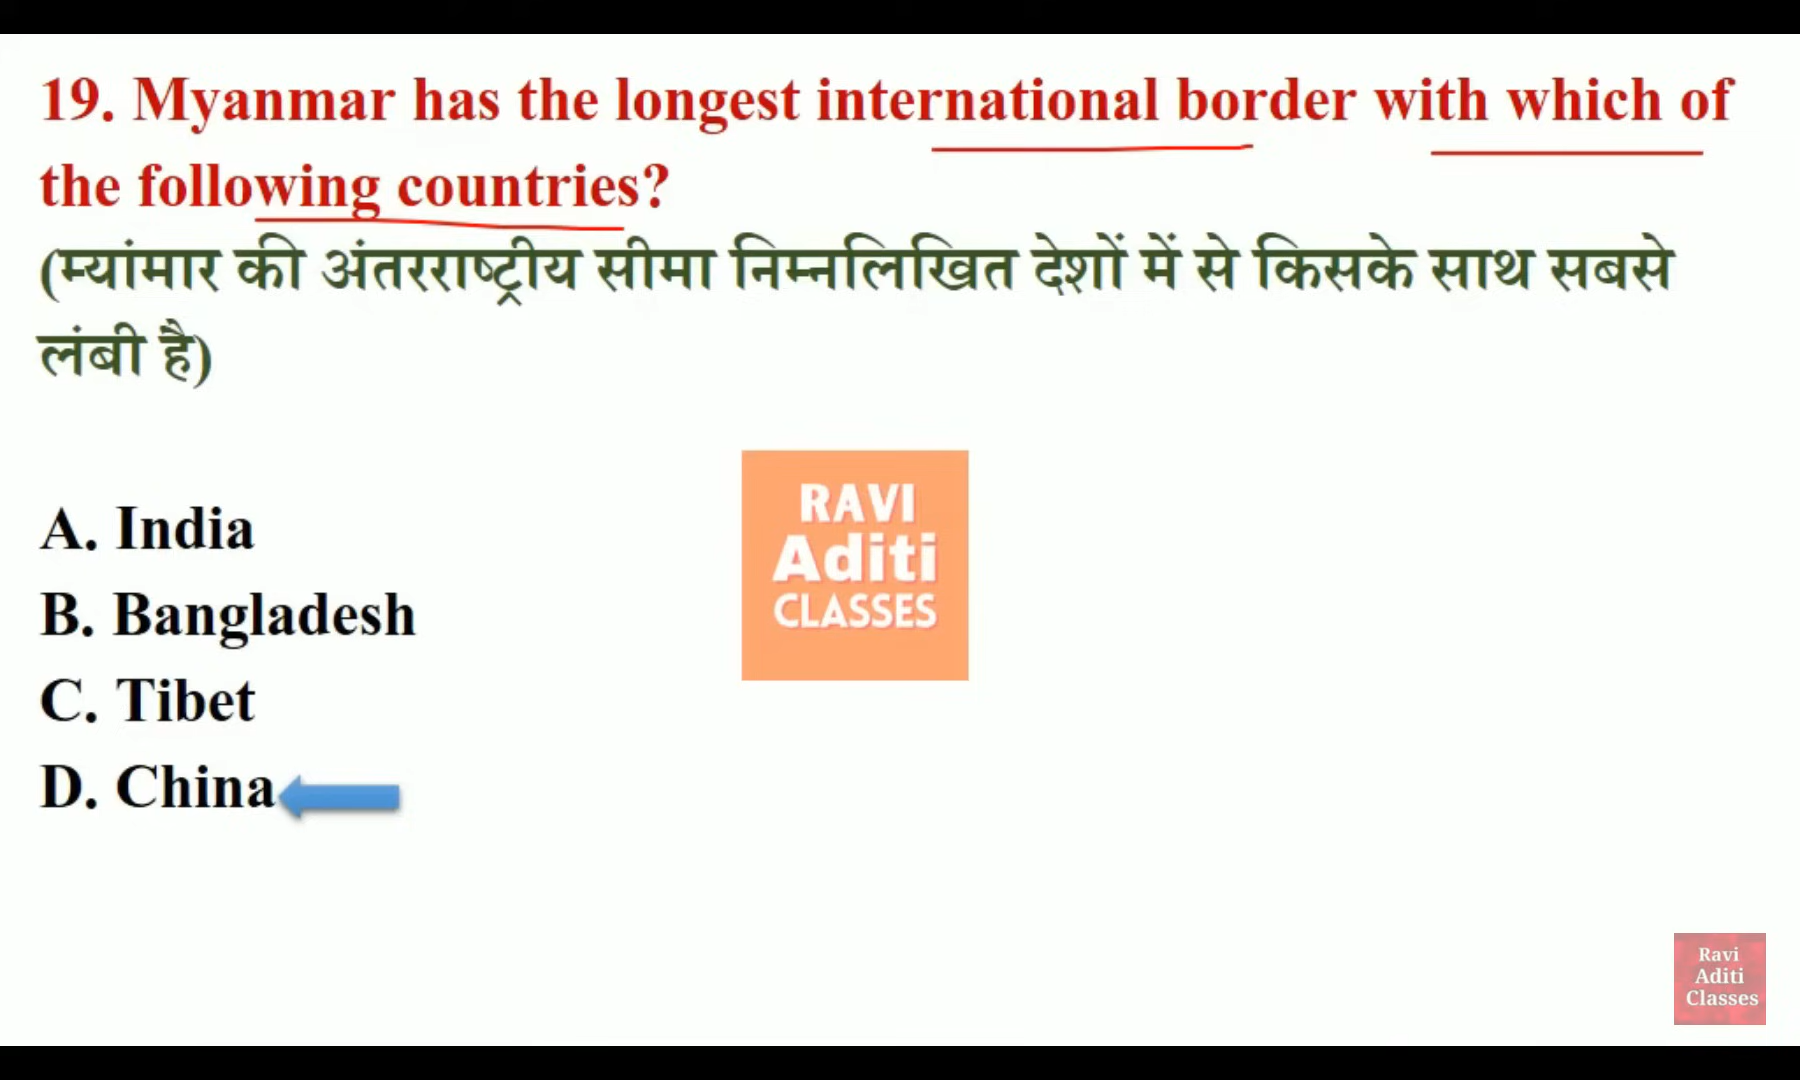 19. Myanmar has the longest international border with which of
the following countries?
(म्यांमार की अंतरराष्ट्रीय सीमा निम्नलिखित देशों में से किसके साथ सबसे
लंबी है)
A. India
B. Bangladesh
C. Tibet
D. China
RAVI
Aditi
CLASSES
Ravi
Aditi
Classes